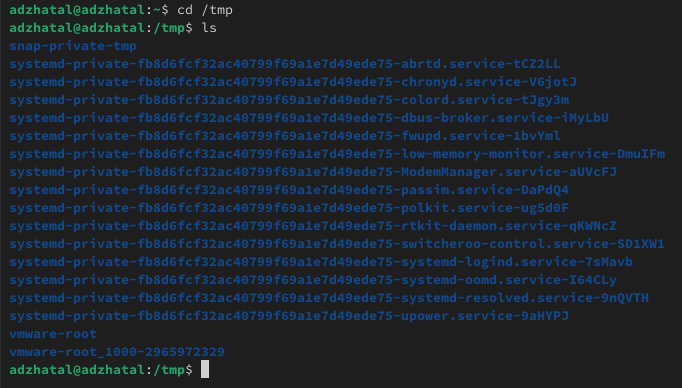 adzhatal@adzhatal:~$ cd /tmp
adzhatal@adzhatal:/tmp$ ls
snap-private-tmp
systemd-private-fb8d6fcf32ac40799f69a1e7d49ede75-abrtd.service-tCZ2LL
systemd-private-fb8d6fcf32ac40799f69a1e7d49ede75-chronyd.service-V6jotJ
systemd-private-fb8d6fcf32ac40799f69a1e7d49ede75-colord.service-tJgy3m
systemd-private-fb8d6fcf32ac40799f69a1e7d49ede75-dbus-broker.service-iMyLbU
systemd-private-fb8d6fcf32ac40799f69a1e7d49ede75-fwupd.service-1bvYml
systemd-private-fb8d6fcf32ac40799f69a1e7d49ede75-low-memory-monitor.service-DmuIFm
systemd-private-fb8d6fcf32ac40799f69a1e7d49ede75-ModemManager.service-aUVcFJ
systemd-private-fb8d6fcf32ac40799f69a1e7d49ede75-passim.service-DaPdQ4
systemd-private-fb8d6fcf32ac40799f69a1e7d49ede75-polkit.service-ug5d0F
systemd-private-fb8d6fcf32ac40799f69a1e7d49ede75-rtkit-daemon.service-qKWNcZ
systemd-private-fb8d6fcf32ac40799f69a1e7d49ede75-switcheroo-control.service-SD1XW1
systemd-private-fb8d6fcf32ac40799f69a1e7d49ede75-systemd-logind.service-7sMavb
systemd-private-fb8d6fcf32ac40799f69a1e7d49ede75-systemd-oomd.service-I64CLy
systemd-private-fb8d6fcf32ac40799f69a1e7d49ede75-systemd-resolved.service-9nQVTH
systemd-private-fb8d6fcf32ac40799f69a1e7d49ede75-upower.service-9aHYPJ
vmware-root
vmware-root_1000-2965972329
adzhatal@adzhatal:/tmp$